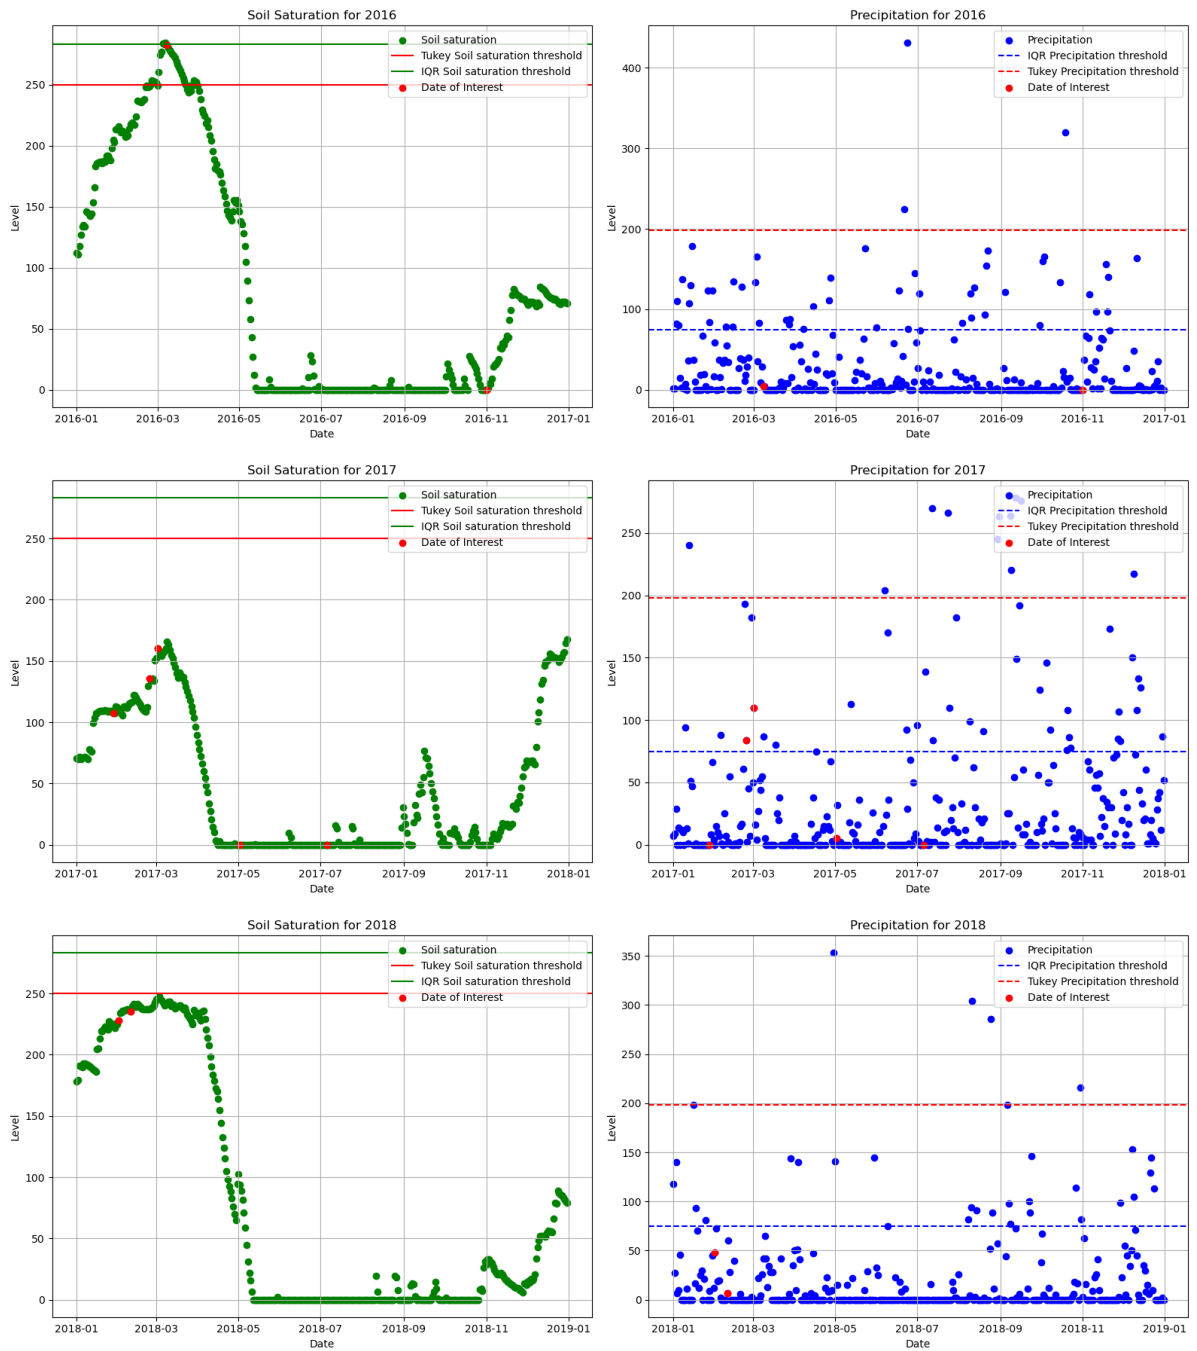 Soil Saturation for 2016
Level
250
200
150
100
50
0
Soil saturation
Tukey Soil saturation threshold
IQR Soil saturation threshold
Date of Interest
2016-01 2016-03 2016-05 2016-07 2016-09 2016-11 2017-01
Date
Precipitation for 2016
Level
400
300
200
100
0
Precipitation
IQR Precipitation threshold
Tukey Precipitation threshold
Date of Interest
2016-01 2016-03 2016-05 2016-07 2016-09 2016-11 2017-01
Date
Soil Saturation for 2017
Level
250
200
150
100
50
0
Soil saturation
Tukey Soil saturation threshold
IQR Soil saturation threshold
Date of Interest
2017-01 2017-03 2017-05 2017-07 2017-09 2017-11 2018-01
Date
Precipitation for 2017
Level
250
200
150
100
50
0
Precipitation
IQR Precipitation threshold
Tukey Precipitation threshold
Date of Interest
2017-01 2017-03 2017-05 2017-07 2017-09 2017-11 2018-01
Date
Soil Saturation for 2018
Level
250
200
150
100
50
0
Soil saturation
Tukey Soil saturation threshold
IQR Soil saturation threshold
Date of Interest
2018-01 2018-03 2018-05 2018-07 2018-09 2018-11 2019-01
Date
Precipitation for 2018
Level
350
300
250
200
150
100
50
0
Precipitation
IQR Precipitation threshold
Tukey Precipitation threshold
Date of Interest
2018-01 2018-03 2018-05 2018-07 2018-09 2018-11 2019-01
Date